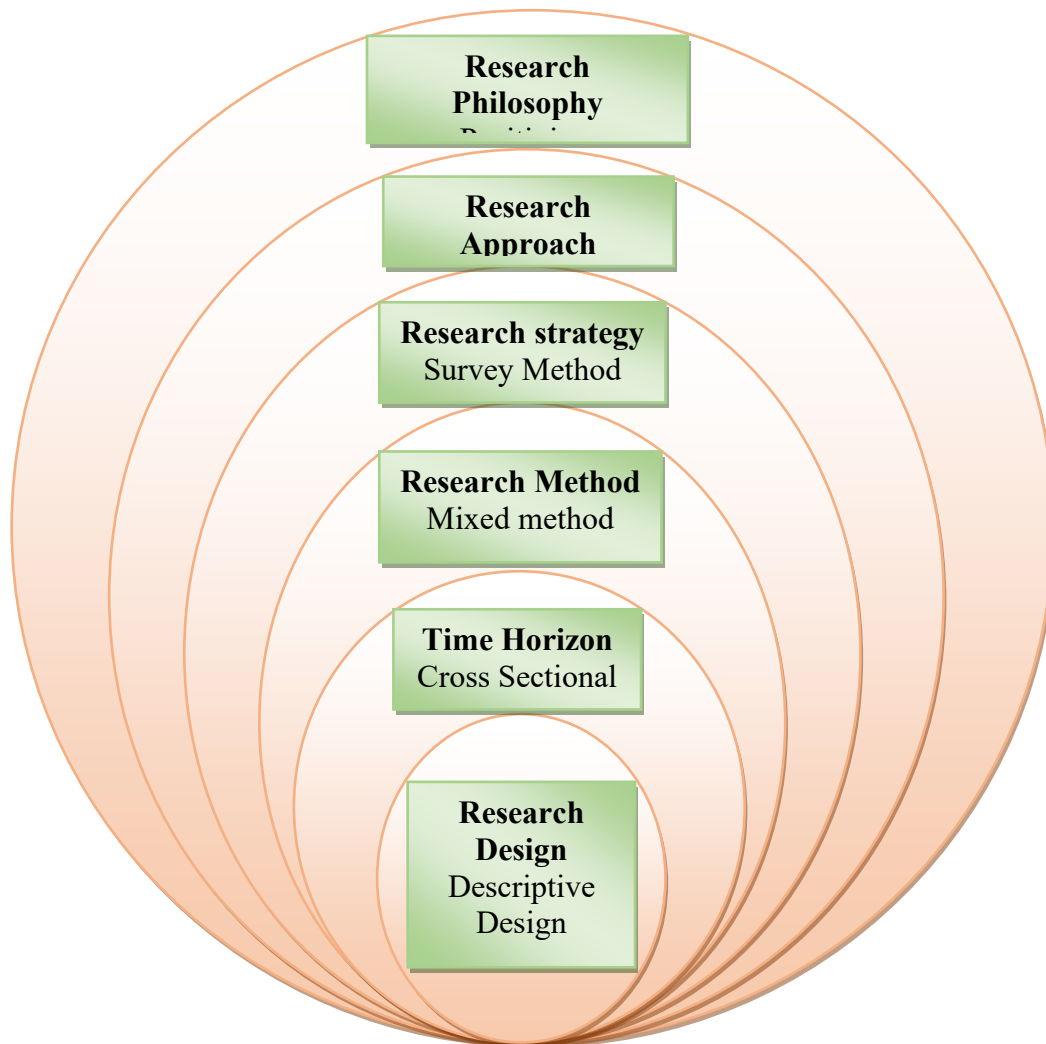 Research
Philosophy
Research
Approach
Research strategy
Survey Method
Research Method
Mixed method
Time Horizon
Cross Sectional
Research
Design
Descriptive
Design